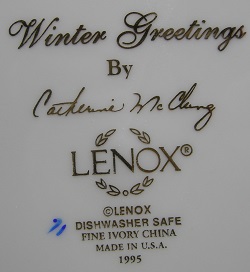 Winter Greetings
By
Catherine McClung
LENOX®
©LENOX
DISHWASHER SAFE
FINE IVORY CHINA
MADE IN U.S.A.
1995